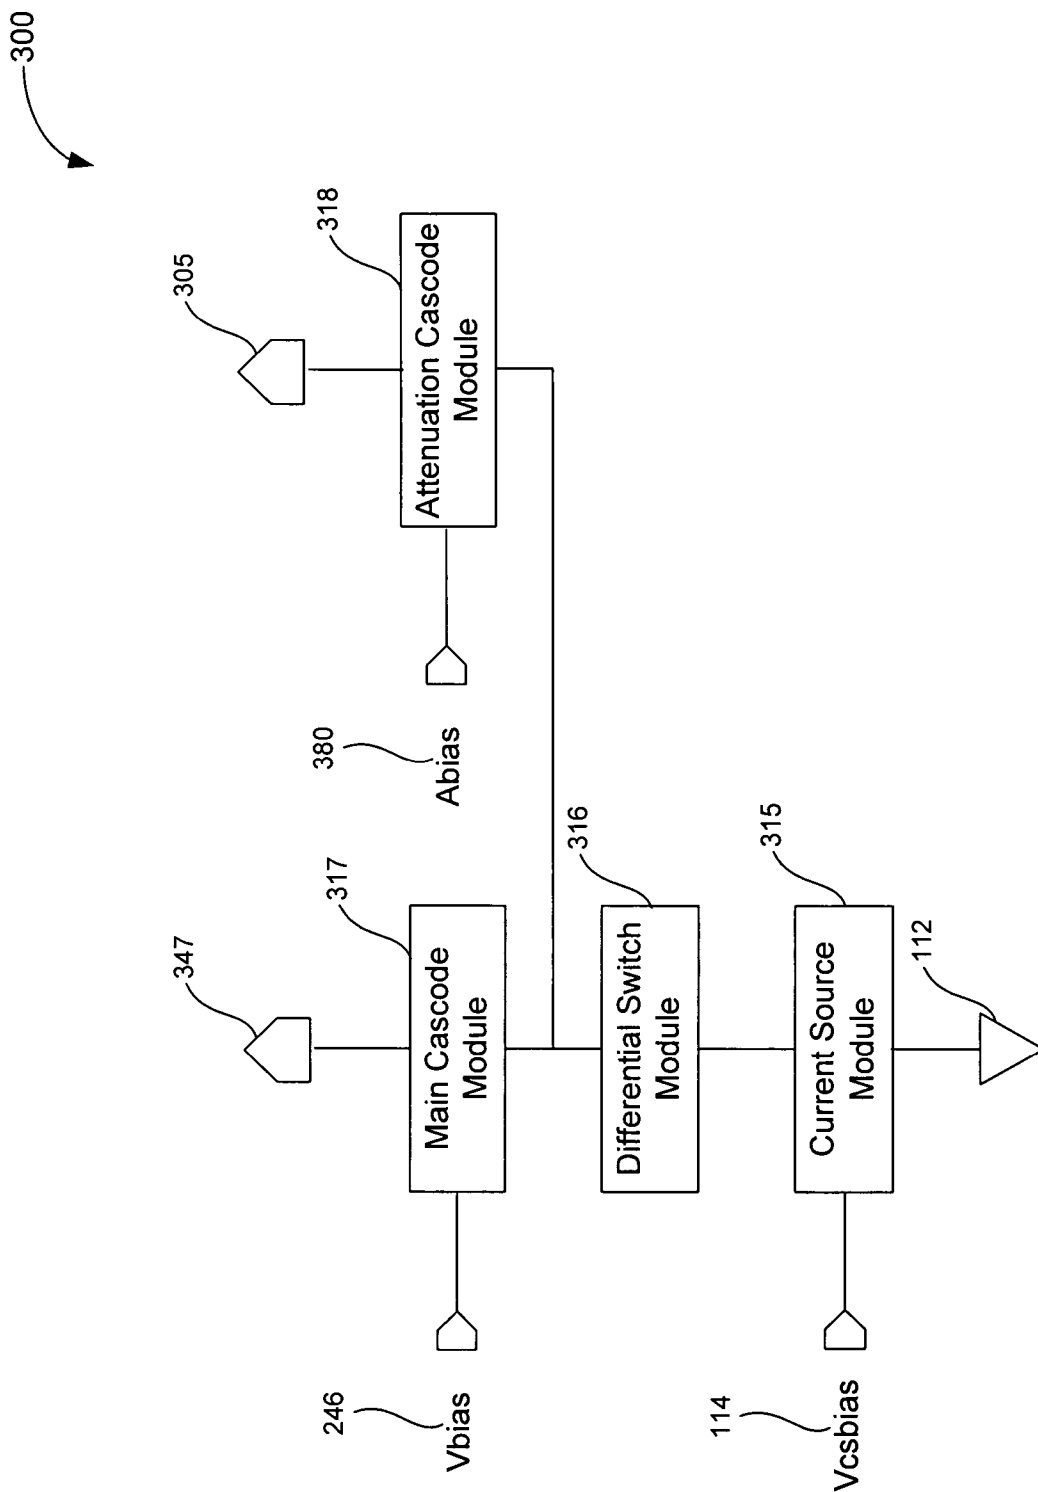 300
305
318
Attenuation Cascode
Module
380
Abias
347
317
Main Cascode
Module
246
Vbias
316
Differential Switch
Module
315
Current Source
Module
114
Vcsbias
112